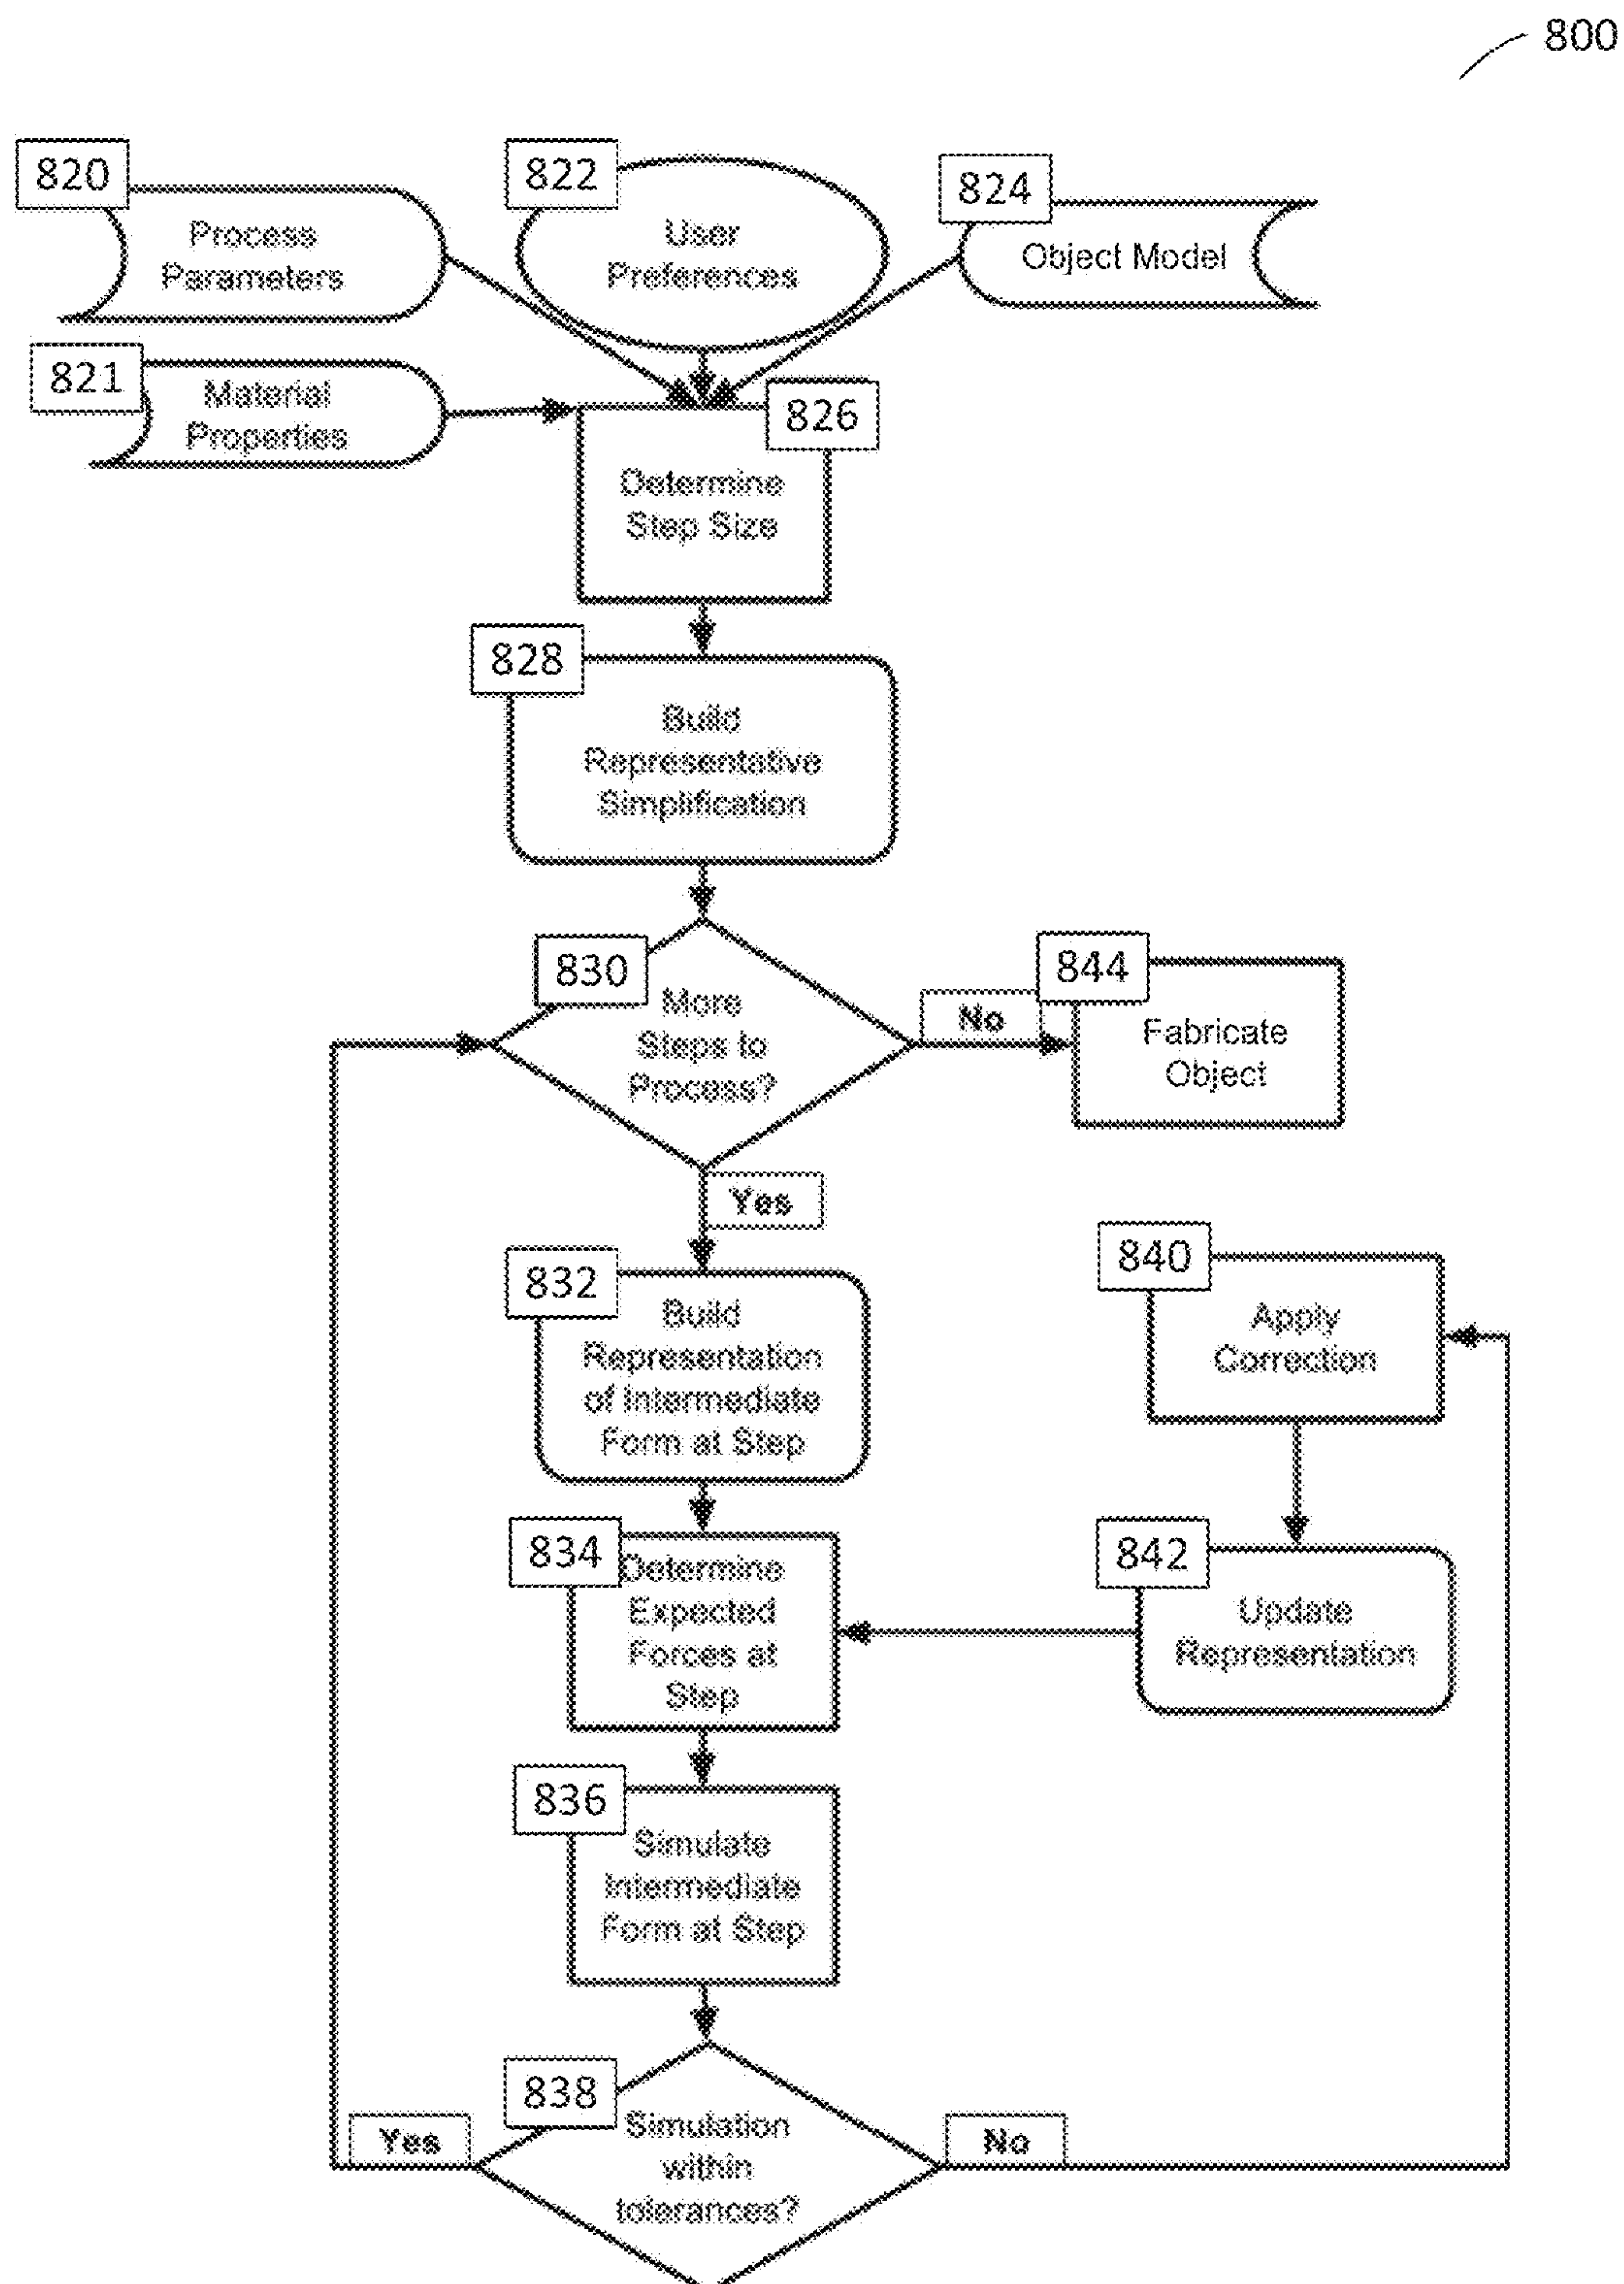 800
820
Process
Parameters
822
User
Preferences
824
Object Model
821
Material
Properties
826
Determine
Step Size
828
Build
Representative
Simplification
830
More
Steps to
Process?
No
844
Fabricate
Object
Yes
832
Build
Representation
of Intermediate
Form at Step
840
Apply
Correction
834
Determine
Expected
Forces at
Step
842
Update
Representation
836
Simulate
Intermediate
Form at Step
838
Simulation
within
tolerances?
Yes
No